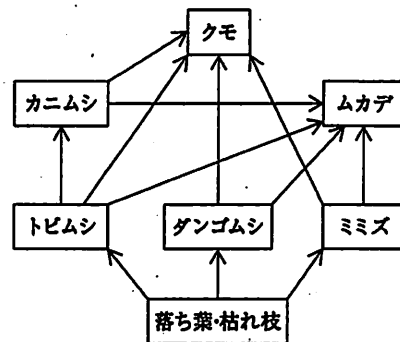 クモ
カニムシ
ムカデ
トビムシ
ダンゴムシ
ミミズ
落ち葉・枯れ枝